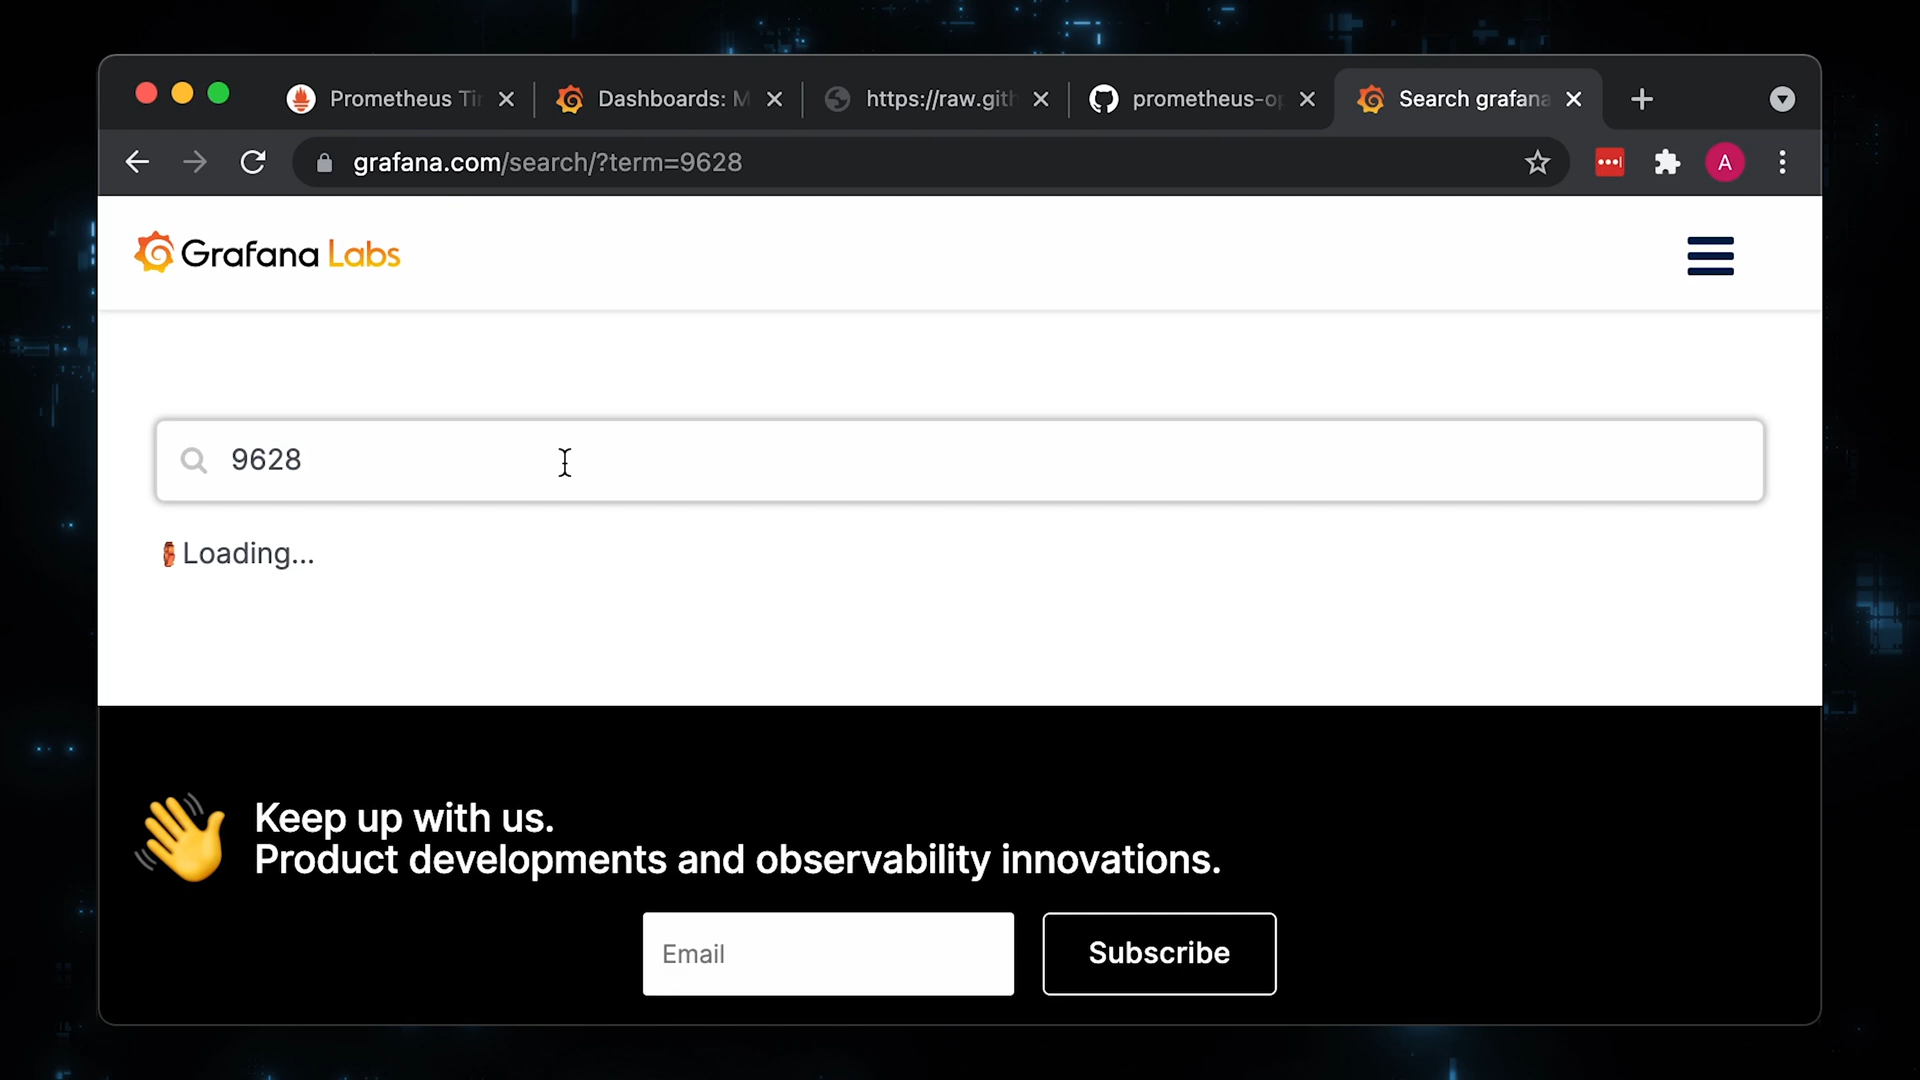 Prometheus Ti
Dashboards: M
https://raw.gith
prometheus-op
Search grafana
grafana.com/search/?term=9628
A
Grafana Labs
9628
Loading...
Keep up with us.
Product developments and observability innovations.
Email
Subscribe